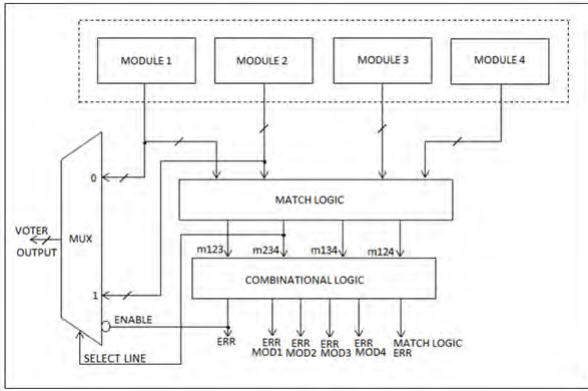 MODULE 1
MODULE 2
MODULE 3
MODULE 4
0
MATCH LOGIC
VOTER
OUTPUT
MUX
m123
m234
m134
m124
COMBINATIONAL LOGIC
1
ENABLE
ERR
ERR
MOD1
ERR
MOD2
ERR
MOD3
ERR
MOD4
MATCH LOGIC
ERR
SELECT LINE